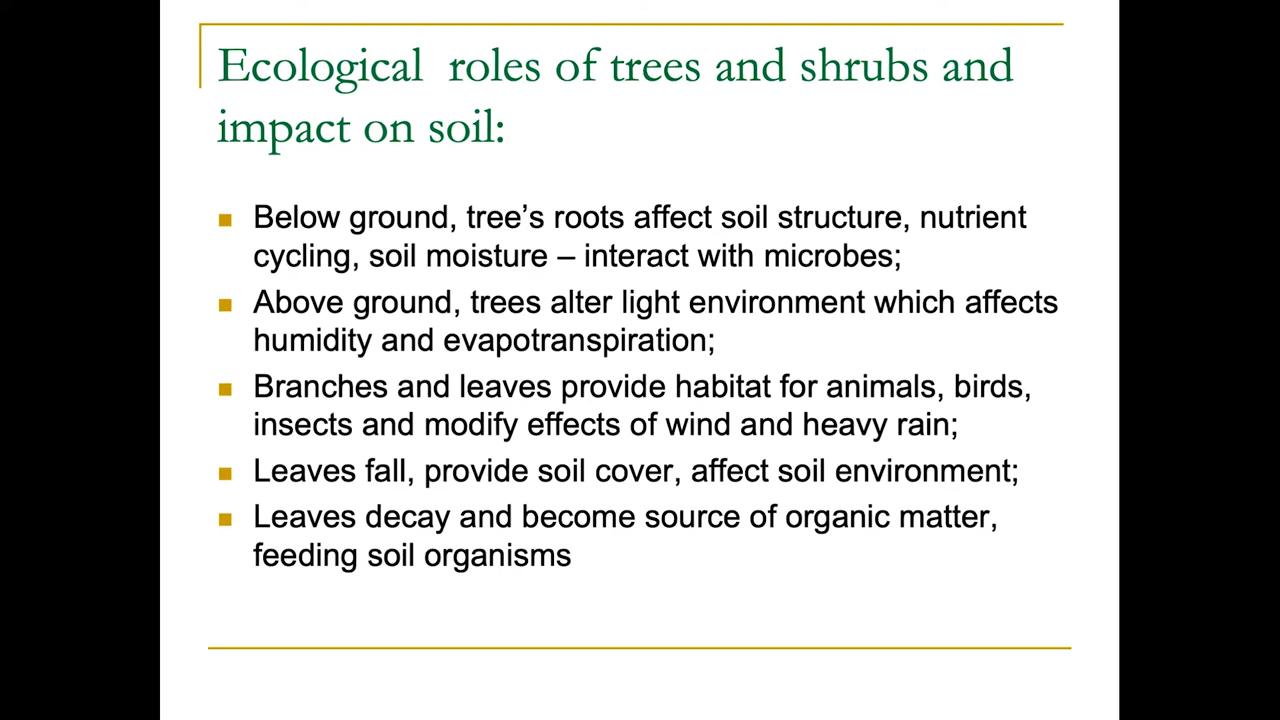 Ecological roles of trees and shrubs and
impact on soil:
Below ground, tree’s roots affect soil structure, nutrient
cycling, soil moisture – interact with microbes;
Above ground, trees alter light environment which affects
humidity and evapotranspiration;
Branches and leaves provide habitat for animals, birds,
insects and modify effects of wind and heavy rain;
Leaves fall, provide soil cover, affect soil environment;
Leaves decay and become source of organic matter,
feeding soil organisms